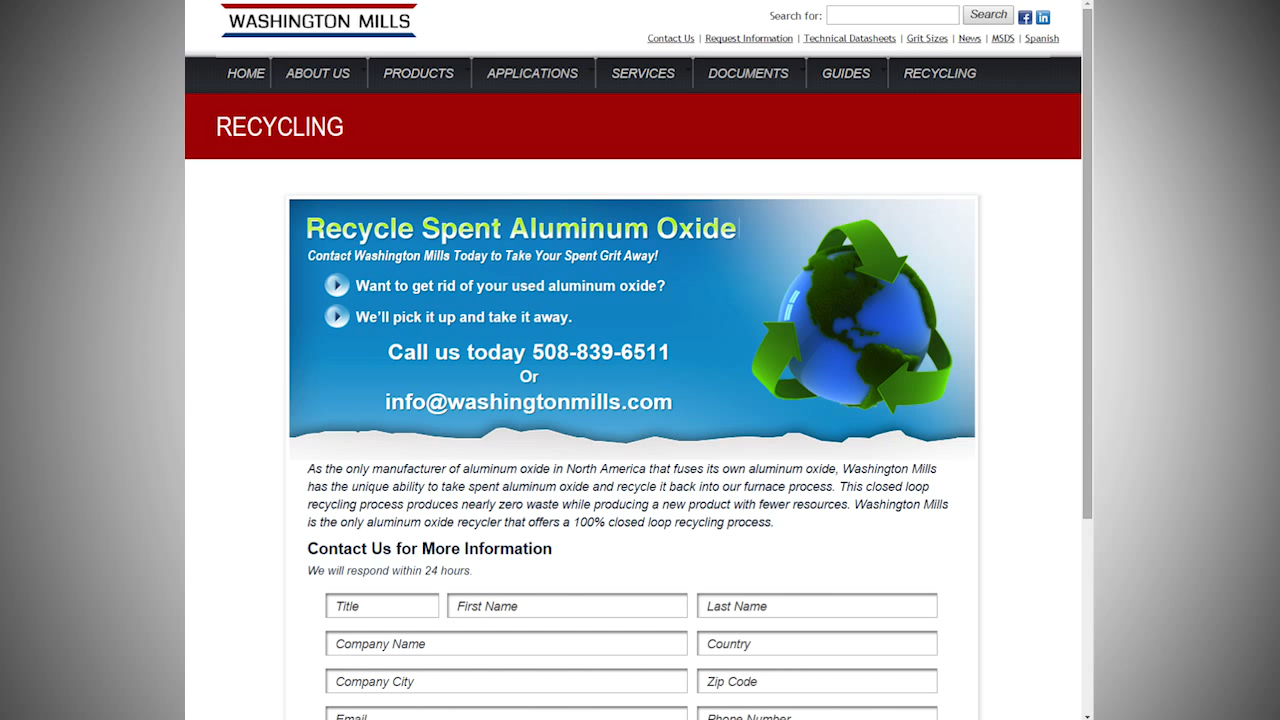 WASHINGTON MILLS
Search for:
Search
Contact Us | Request Information | Technical Datasheets | Grit Sizes | News | MSDS | Spanish
HOME ABOUT US PRODUCTS APPLICATIONS SERVICES DOCUMENTS GUIDES RECYCLING
RECYCLING
Recycle Spent Aluminum Oxide
Contact Washington Mills Today to Take Your Spent Grit Away!
Want to get rid of your used aluminum oxide?
We'll pick it up and take it away.
Call us today 508-839-6511
Or
info@washingtonmills.com
As the only manufacturer of aluminum oxide in North America that fuses its own aluminum oxide, Washington Mills
has the unique ability to take spent aluminum oxide and recycle it back into our furnace process. This closed loop
recycling process produces nearly zero waste while producing a new product with fewer resources. Washington Mills
is the only aluminum oxide recycler that offers a 100% closed loop recycling process.
Contact Us for More Information
We will respond within 24 hours.
Title First Name Last Name
Company Name Country
Company City Zip Code
Email Phone Number